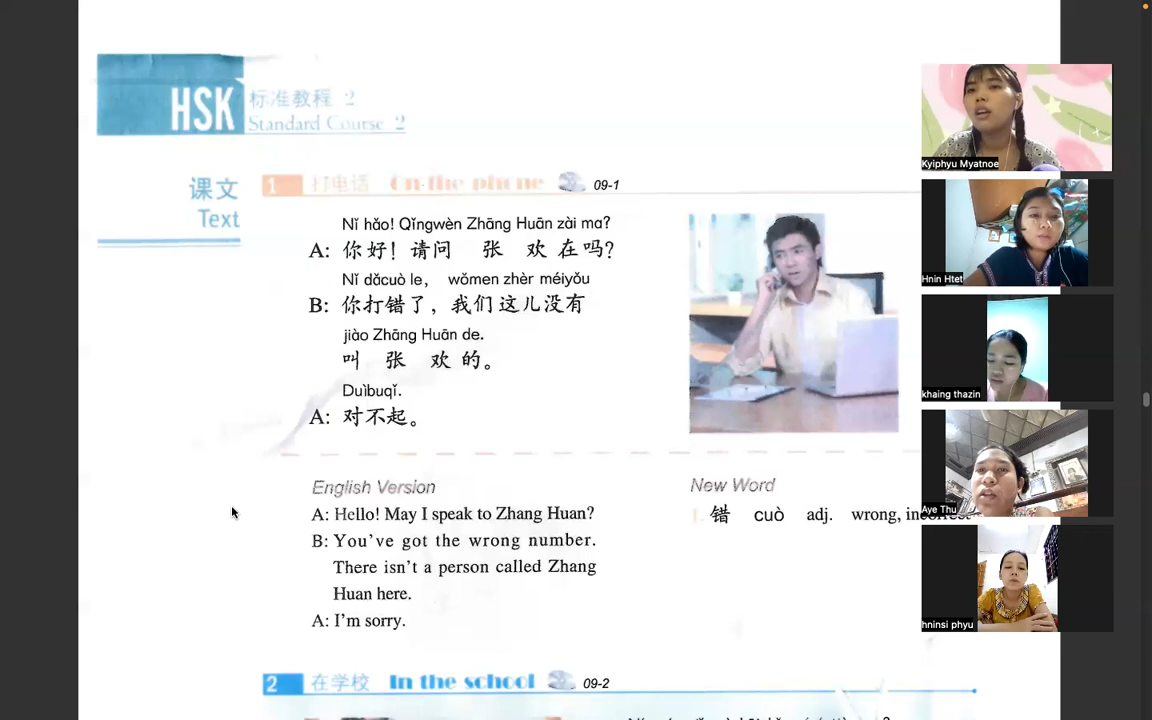 HSK
标准教程 2
Standard Course 2
课文
Text
1 打电话 On the phone 09-1
Nǐ hǎo! Qǐngwèn Zhāng Huān zài ma?
A: 你好！请问 张 欢 在吗？
Nǐ dǎcuò le, wǒmen zhèr méiyǒu
B: 你打错了，我们这儿没有
jiào Zhāng Huān de.
叫 张 欢 的。
Duìbuqǐ.
A: 对不起。
English Version
A: Hello! May I speak to Zhang Huan?
B: You've got the wrong number.
There isn't a person called Zhang
Huan here.
A: I'm sorry.
New Word
1. 错 cuò adj. wrong, incorrect
2 在学校 In the school 09-2
Kyiphyu Myatnoe
Hnin Htet
khaing thazin
Aye Thu
hninsi phyu